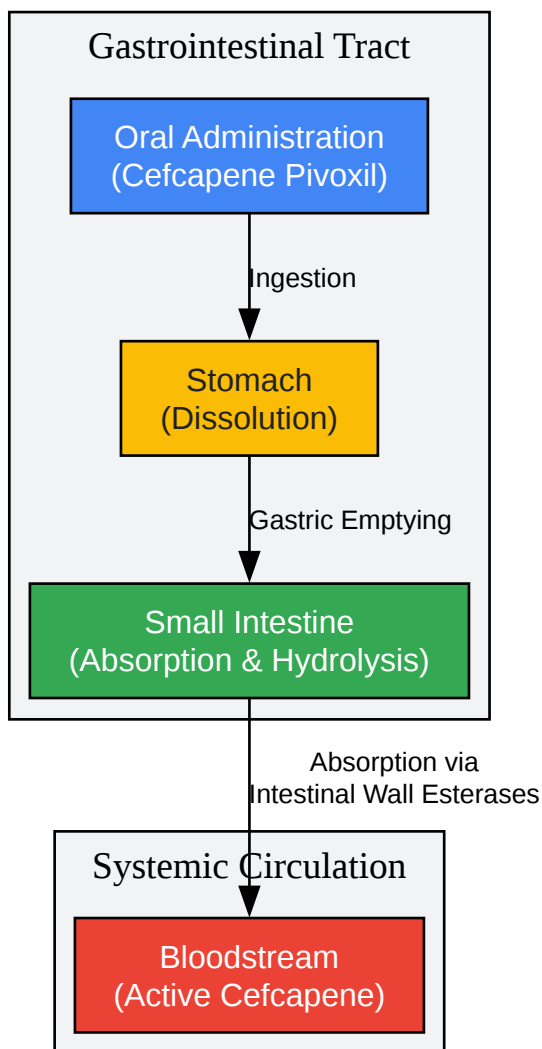 Gastrointestinal Tract
Oral Administration
(Cefcapene Pivoxil)
Ingestion
Stomach
(Dissolution)
Gastric Emptying
Small Intestine
(Absorption & Hydrolysis)
Absorption via
Intestinal Wall Esterases
Systemic Circulation
Bloodstream
(Active Cefcapene)